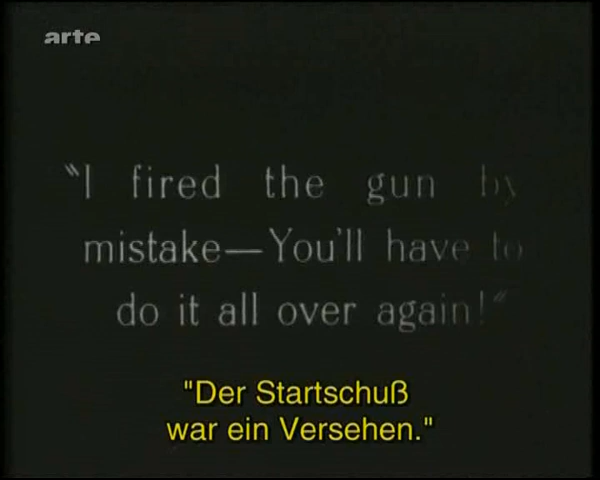 arte
"I fired the gun by
mistake—You'll have to
do it all over again!"
"Der Startschuß
war ein Versehen."